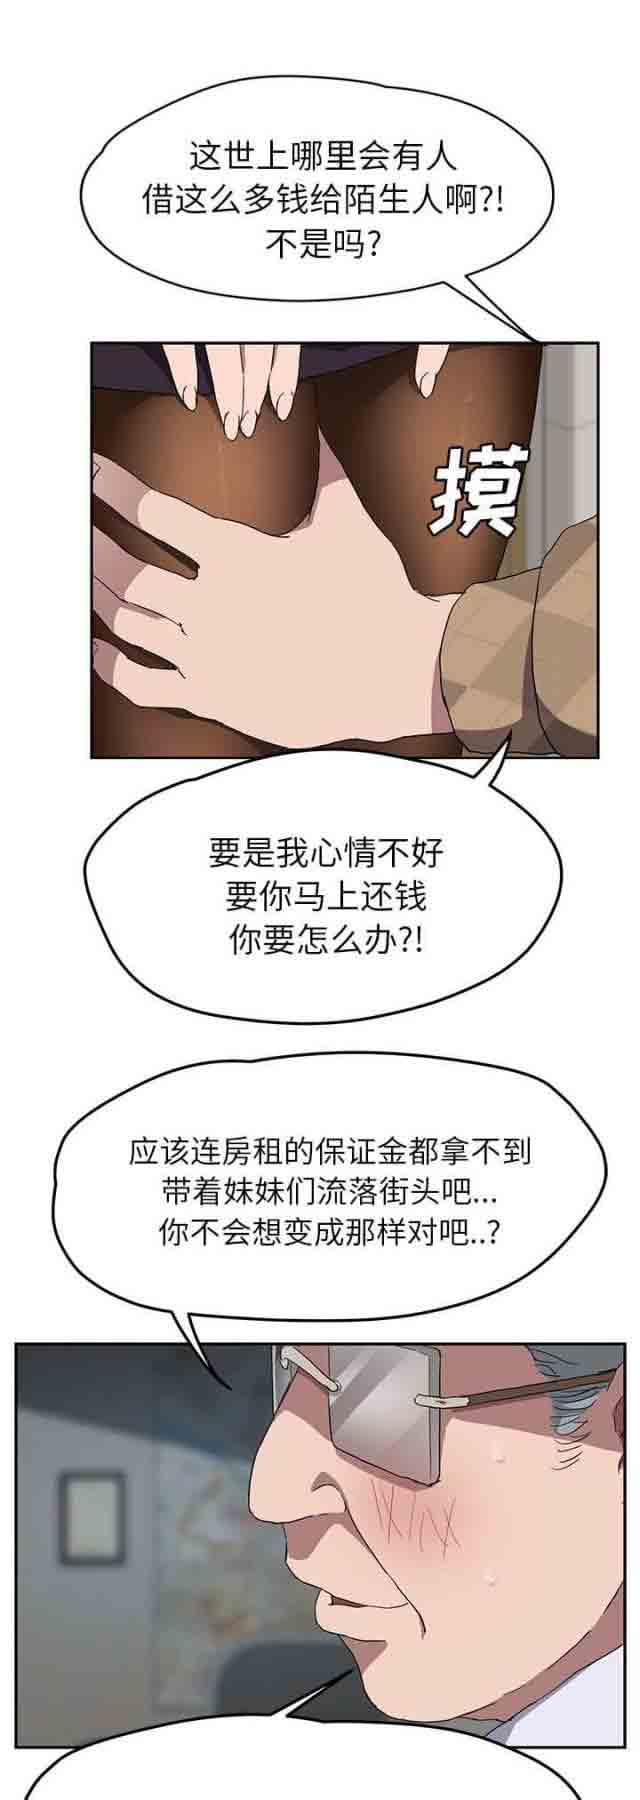 这世上哪里会有人
借这么多钱给陌生人啊?!
不是吗?
摸
要是我心情不好
要你马上还钱
你要怎么办?!
应该连房租的保证金都拿不到
带着妹妹们流落街头吧...
你不会想变成那样对吧..?